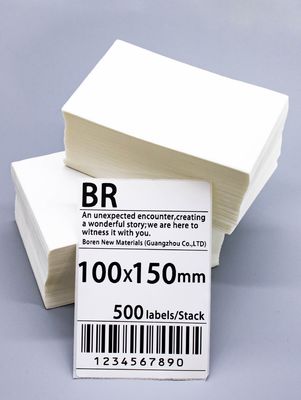 BR
An unexpected encounter,creating
a wonderful story;we are here to
witness it with you.
Boren New Materials (Guangzhou Co.,LTD)
100x150mm
500 labels/Stack
1234567890